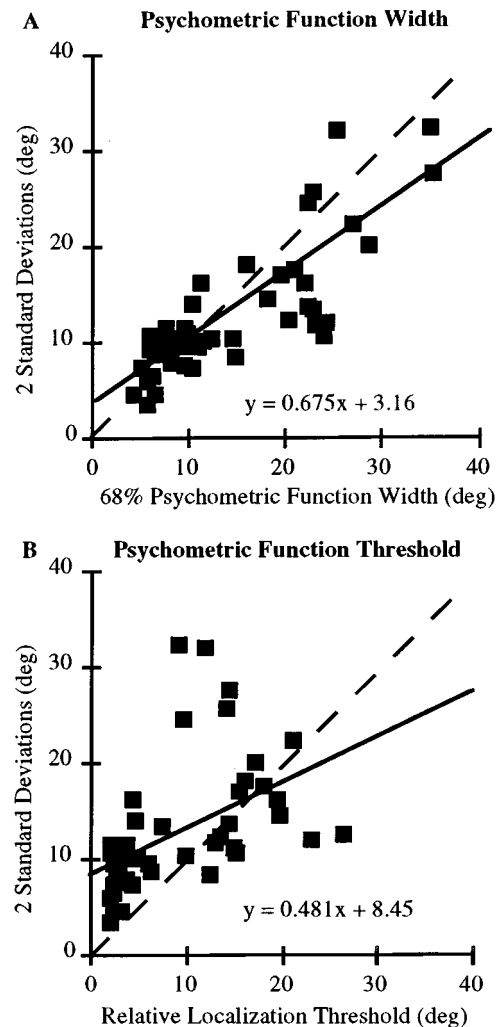 A Psychometric Function Width
40
30
20
10
0
2 Standard Deviations (deg)
y = 0.675x + 3.16
0 10 20 30 40
68% Psychometric Function Width (deg)
B Psychometric Function Threshold
40
30
20
10
0
2 Standard Deviations (deg)
y = 0.481x + 8.45
0 10 20 30 40
Relative Localization Threshold (deg)